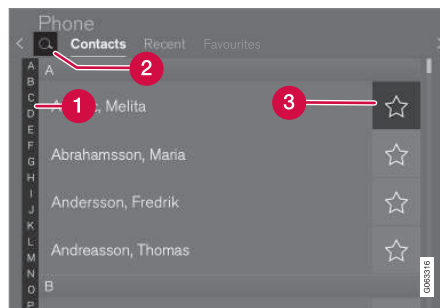 Phone
Contacts Recent Favourites
2
A
A
B
C
D
E
F
G
H
I
J
K
L
M
N
O
P
1
, Melita
3
Abrahamsson, Maria
Andersson, Fredrik
Andreasson, Thomas
B
G063316